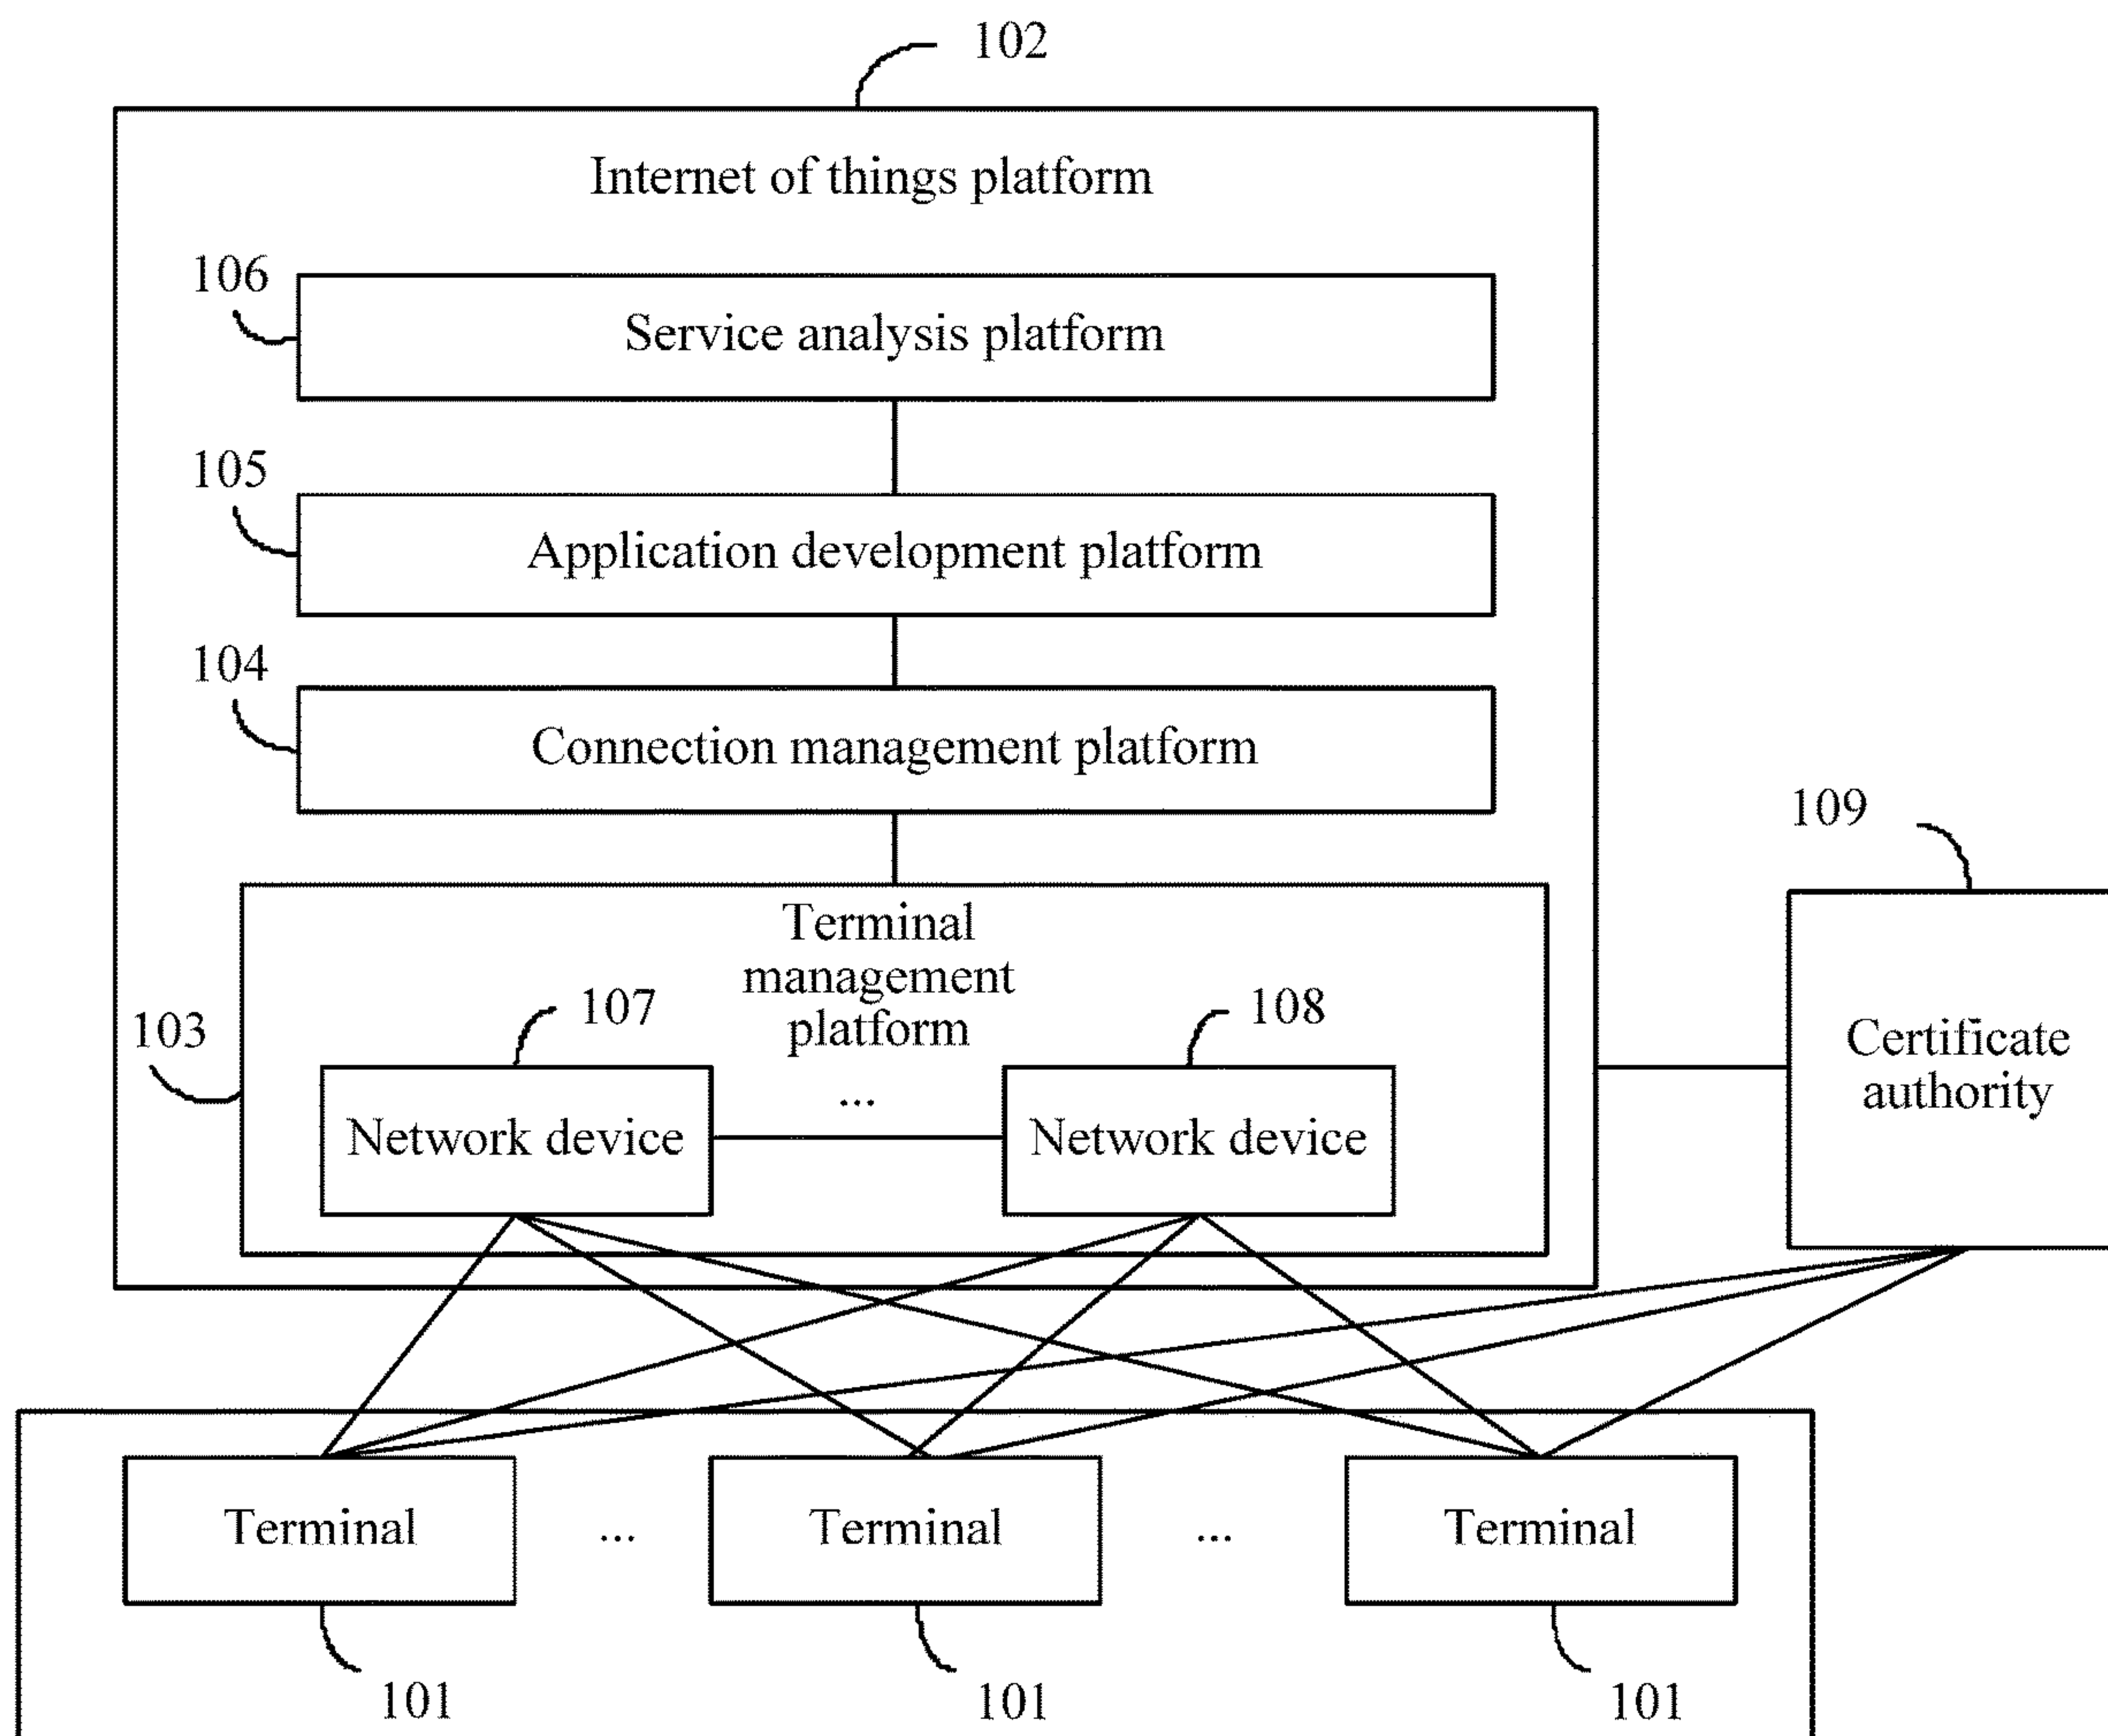 102
Internet of things platform
106
Service analysis platform
105
Application development platform
104
Connection management platform
109
Terminal
management
platform
103
107
108
Certificate
authority
...
Network device
Network device
Terminal
...
Terminal
...
Terminal
101
101
101